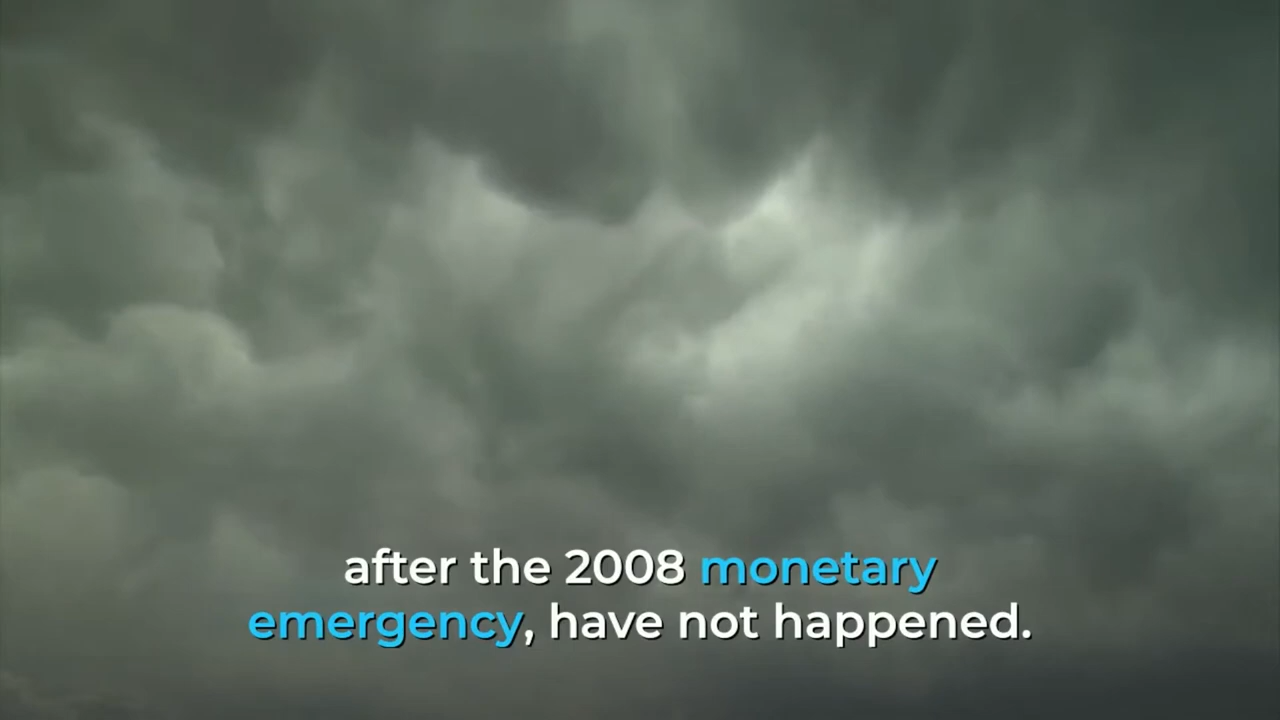 after the 2008 monetary
emergency, have not happened.